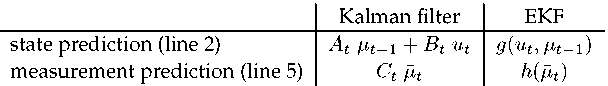 Kalman filter EKF
state prediction (line 2) A_t μ_{t−1} + B_t u_t g(u_t, μ_{t−1})
measurement prediction (line 5) C_t μ̄_t h(μ̄_t)